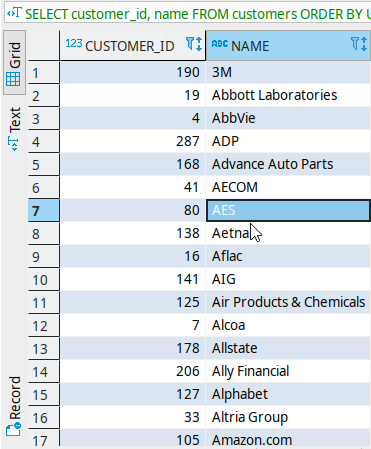 SELECT customer_id, name FROM customers ORDER BY U
Grid
Text
Record
123 CUSTOMER_ID ABC NAME
1 190 3M
2 19 Abbott Laboratories
3 4 AbbVie
4 287 ADP
5 168 Advance Auto Parts
6 41 AECOM
7 80 AES
8 138 Aetna
9 16 Aflac
10 141 AIG
11 125 Air Products & Chemicals
12 7 Alcoa
13 178 Allstate
14 206 Ally Financial
15 127 Alphabet
16 33 Altria Group
17 105 Amazon.com